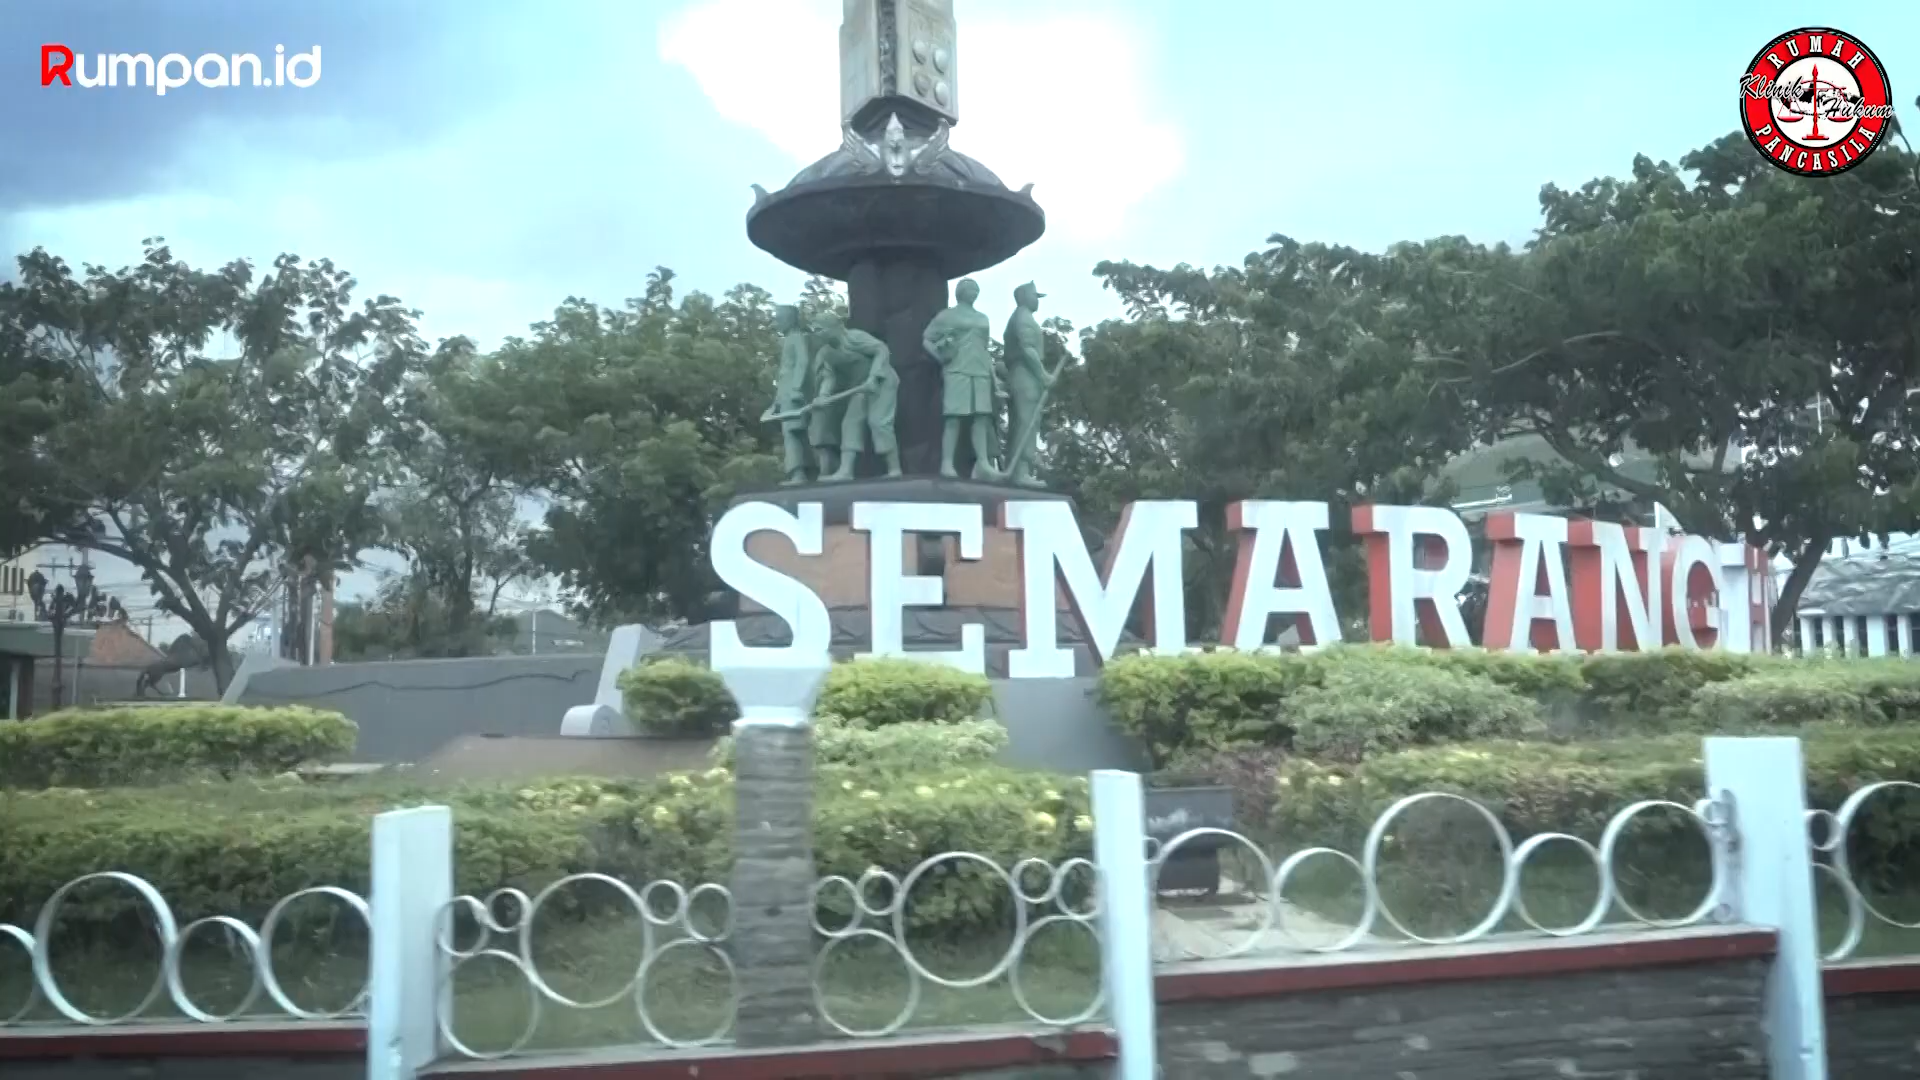 Rumpan.id
RUMAH
Klinik
Hukum
PANCASILA
SEMARANG